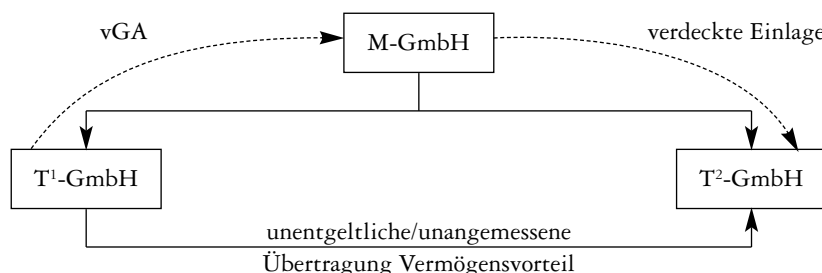 vGA
M-GmbH
verdeckte Einlage
T¹-GmbH
T²-GmbH
unentgeltliche/unangemessene
Übertragung Vermögensvorteil